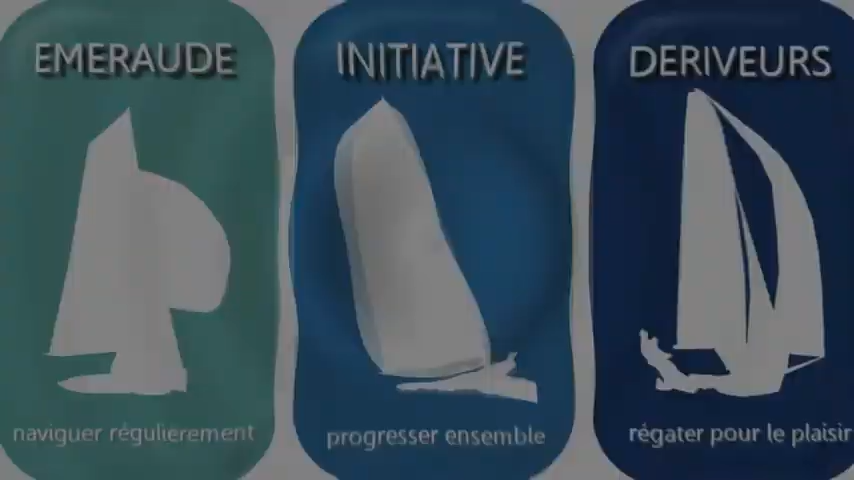 EMERAUDE
naviguer régulierement
INITIATIVE
progresser ensemble
DERIVEURS
régater pour le plaisir